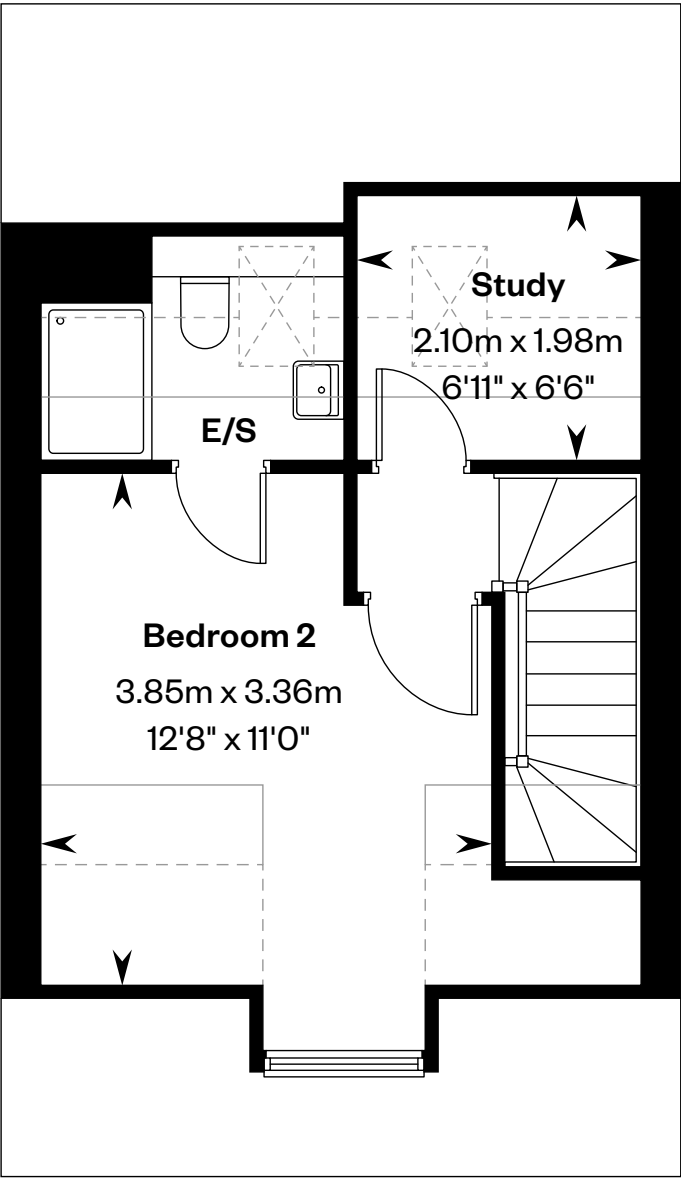 Study
2.10m x 1.98m
6'11" x 6'6"
E/S
Bedroom 2
3.85m x 3.36m
12'8" x 11'0"